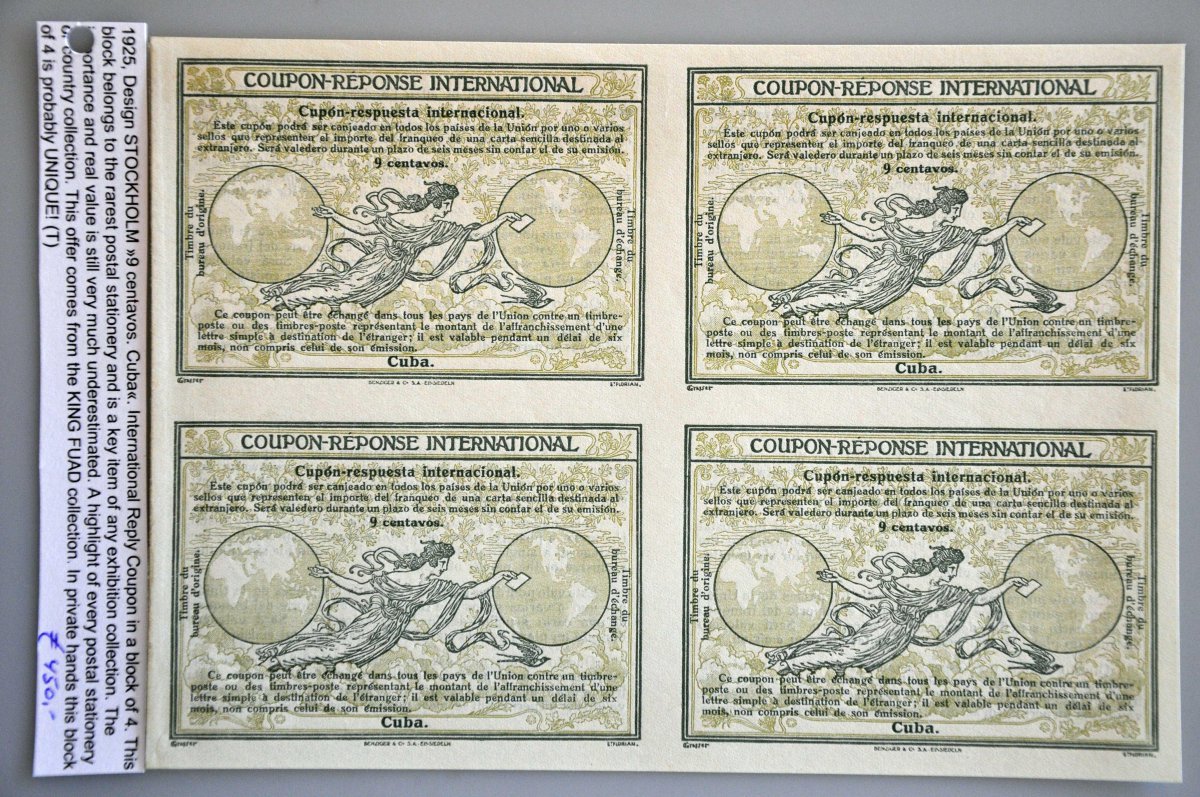 1925, Design STOCKHOLM »9 centavos. Cuba«. International Reply Coupon in a block of 4. This
block belongs to the rarest postal stationery and is a key item of any exhibition collection. The
importance and real value is still very much underestimated. A highlight of every postal stationery
or country collection. This offer comes from the KING FUAD collection. In private hands this block
of 4 is probably UNIQUE! (T)
€ 450,-
COUPON-RÉPONSE INTERNATIONAL
Cupón-respuesta internacional.
Este cupón podrá ser canjeado en todos los países de la Unión por uno o varios
sellos que representen el importe del franqueo de una carta sencilla destinada al
extranjero. Será valedero durante un plazo de seis meses sin contar el de su emisión.
9 centavos.
Timbre du
bureau d'origine.
Timbre du
bureau d'échange.
Ce coupon peut être échangé dans tous les pays de l'Union contre un timbre-
poste ou des timbres-poste représentant le montant de l'affranchissement d'une
lettre simple à destination de l'étranger; il est valable pendant un délai de six
mois, non compris celui de son émission.
Cuba.
Grasset
BENZIGER & Co S.A. EINSIEDELN
E. FLORIAN.
COUPON-RÉPONSE INTERNATIONAL
Cupón-respuesta internacional.
Este cupón podrá ser canjeado en todos los países de la Unión por uno o varios
sellos que representen el importe del franqueo de una carta sencilla destinada al
extranjero. Será valedero durante un plazo de seis meses sin contar el de su emisión.
9 centavos.
Timbre du
bureau d'origine.
Timbre du
bureau d'échange.
Ce coupon peut être échangé dans tous les pays de l'Union contre un timbre-
poste ou des timbres-poste représentant le montant de l'affranchissement d'une
lettre simple à destination de l'étranger; il est valable pendant un délai de six
mois, non compris celui de son émission.
Cuba.
Grasset
BENZIGER & Co S.A. EINSIEDELN
E. FLORIAN.
COUPON-RÉPONSE INTERNATIONAL
Cupón-respuesta internacional.
Este cupón podrá ser canjeado en todos los países de la Unión por uno o varios
sellos que representen el importe del franqueo de una carta sencilla destinada al
extranjero. Será valedero durante un plazo de seis meses sin contar el de su emisión.
9 centavos.
Timbre du
bureau d'origine.
Timbre du
bureau d'échange.
Ce coupon peut être échangé dans tous les pays de l'Union contre un timbre-
poste ou des timbres-poste représentant le montant de l'affranchissement d'une
lettre simple à destination de l'étranger; il est valable pendant un délai de six
mois, non compris celui de son émission.
Cuba.
Grasset
BENZIGER & Co S.A. EINSIEDELN
E. FLORIAN.
COUPON-RÉPONSE INTERNATIONAL
Cupón-respuesta internacional.
Este cupón podrá ser canjeado en todos los países de la Unión por uno o varios
sellos que representen el importe del franqueo de una carta sencilla destinada al
extranjero. Será valedero durante un plazo de seis meses sin contar el de su emisión.
9 centavos.
Timbre du
bureau d'origine.
Timbre du
bureau d'échange.
Ce coupon peut être échangé dans tous les pays de l'Union contre un timbre-
poste ou des timbres-poste représentant le montant de l'affranchissement d'une
lettre simple à destination de l'étranger; il est valable pendant un délai de six
mois, non compris celui de son émission.
Cuba.
Grasset
BENZIGER & Co S.A. EINSIEDELN
E. FLORIAN.